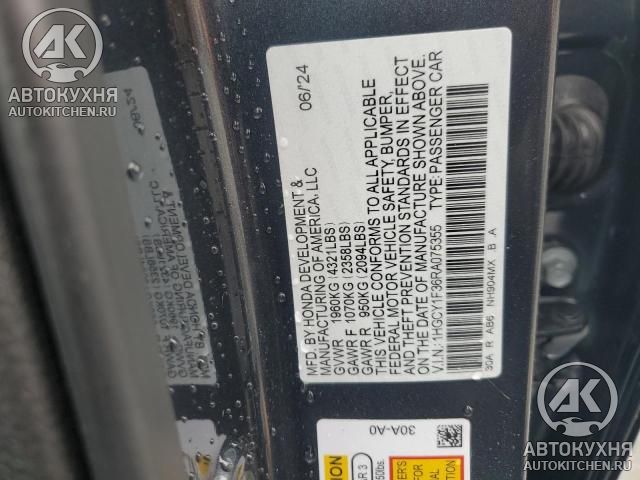 MFD. BY HONDA DEVELOPMENT &
MANUFACTURING OF AMERICA, LLC 06/24
GVWR 1960KG (4321LBS)
GAWR F 1070KG (2358LBS)
GAWR R 950KG (2094LBS)
THIS VEHICLE CONFORMS TO ALL APPLICABLE
FEDERAL MOTOR VEHICLE SAFETY, BUMPER,
AND THEFT PREVENTION STANDARDS IN EFFECT
ON THE DATE OF MANUFACTURE SHOWN ABOVE.
V.I.N.: 1HGCY1F36RA075355 TYPE: PASSENGER CAR
30A R AB6 NH904MX B A
30A-A0
AK
АВТОКУХНЯ
AUTOKITCHEN.RU
AK
АВТОКУХНЯ
AUTOKITCHEN.RU